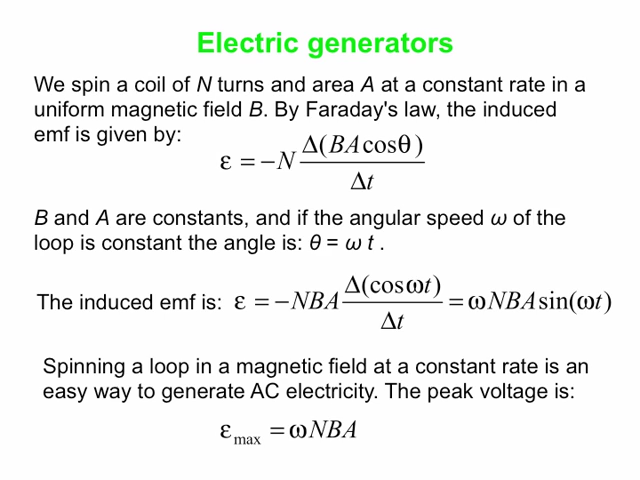 Electric generators
We spin a coil of N turns and area A at a constant rate in a
uniform magnetic field B. By Faraday's law, the induced
emf is given by:
ε = −N Δ(BA cosθ) / Δt
B and A are constants, and if the angular speed ω of the
loop is constant the angle is: θ = ω t .
The induced emf is: ε = −NBA Δ(cosωt) / Δt = ωNBA sin(ωt)
Spinning a loop in a magnetic field at a constant rate is an
easy way to generate AC electricity. The peak voltage is:
εmax = ωNBA